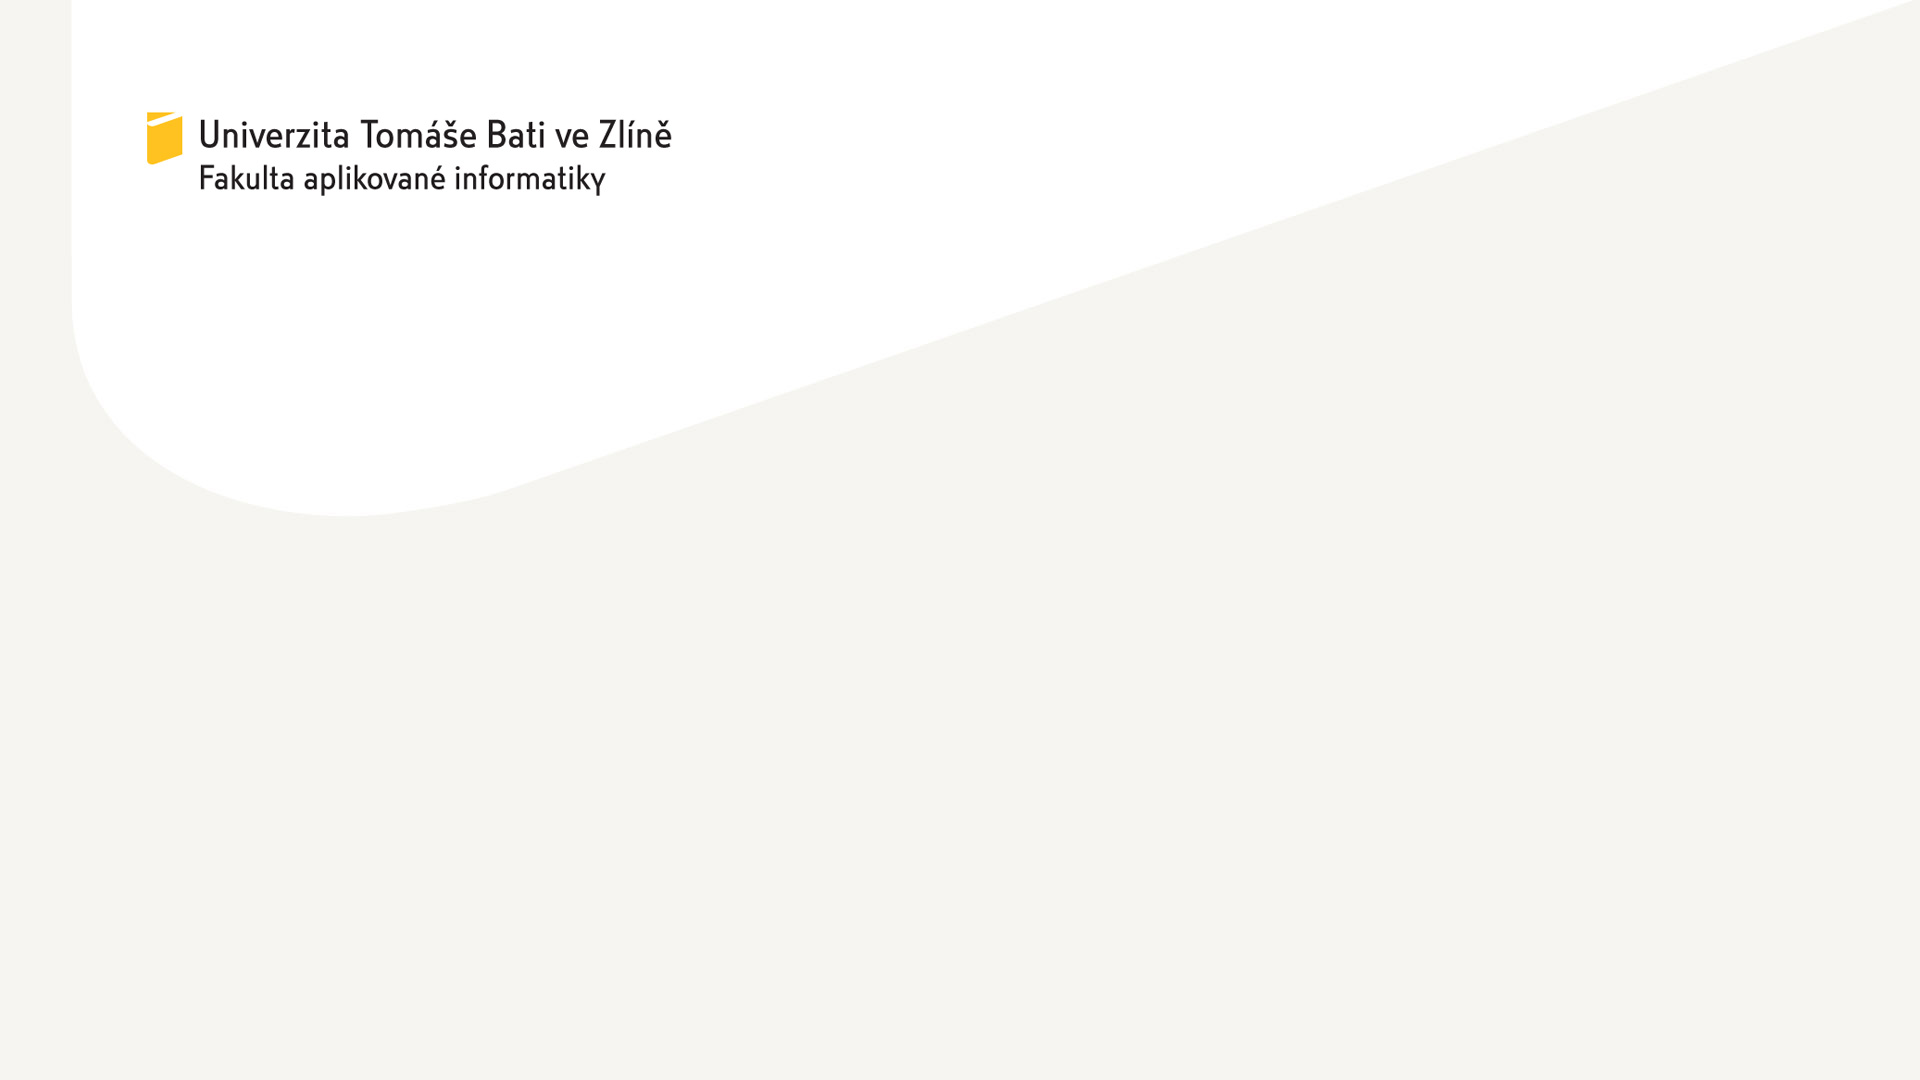 Univerzita Tomáše Bati ve Zlíně
Fakulta aplikované informatiky